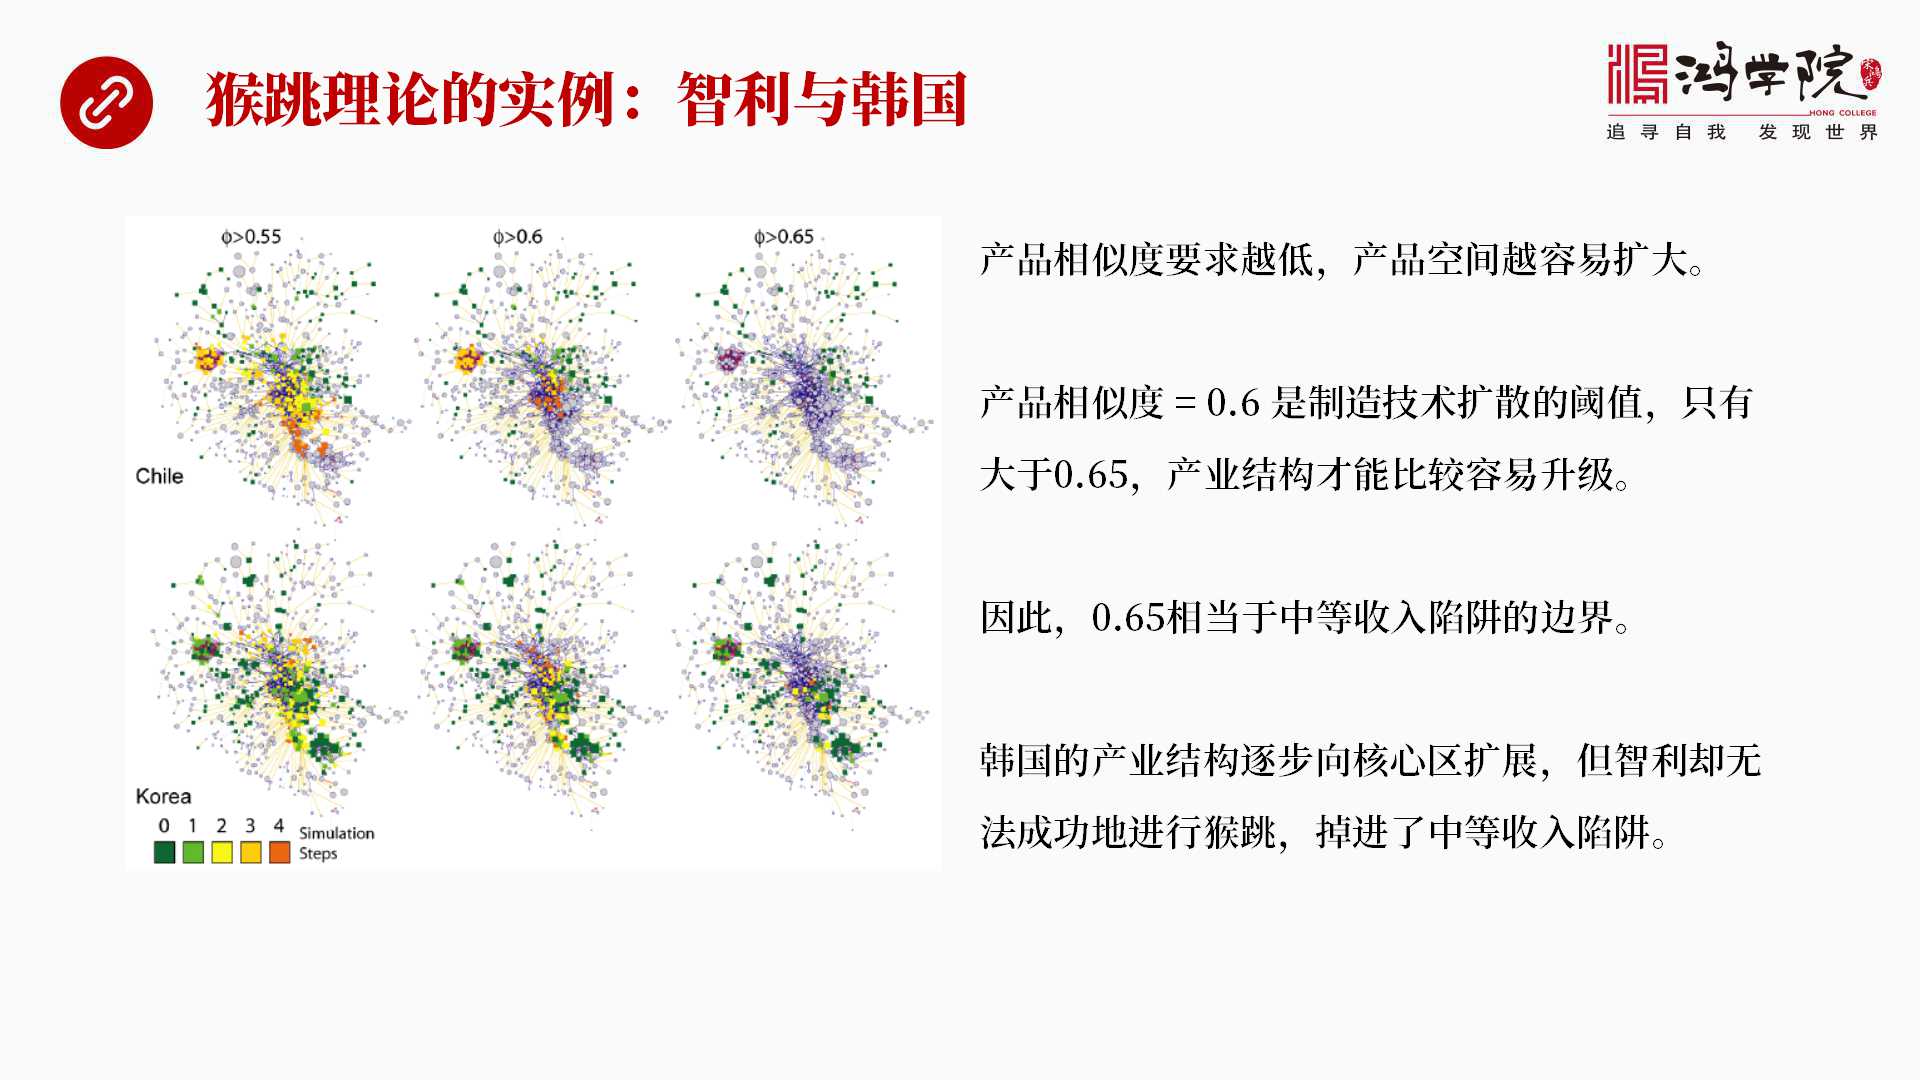 猴跳理论的实例：智利与韩国
鸿学院
HONG COLLEGE
追寻自我 发现世界
ϕ>0.55 ϕ>0.6 ϕ>0.65
Chile
Korea
0 1 2 3 4 Simulation
Steps
产品相似度要求越低，产品空间越容易扩大。
产品相似度 = 0.6 是制造技术扩散的阈值，只有
大于0.65，产业结构才能比较容易升级。
因此，0.65相当于中等收入陷阱的边界。
韩国的产业结构逐步向核心区扩展，但智利却无
法成功地进行猴跳，掉进了中等收入陷阱。